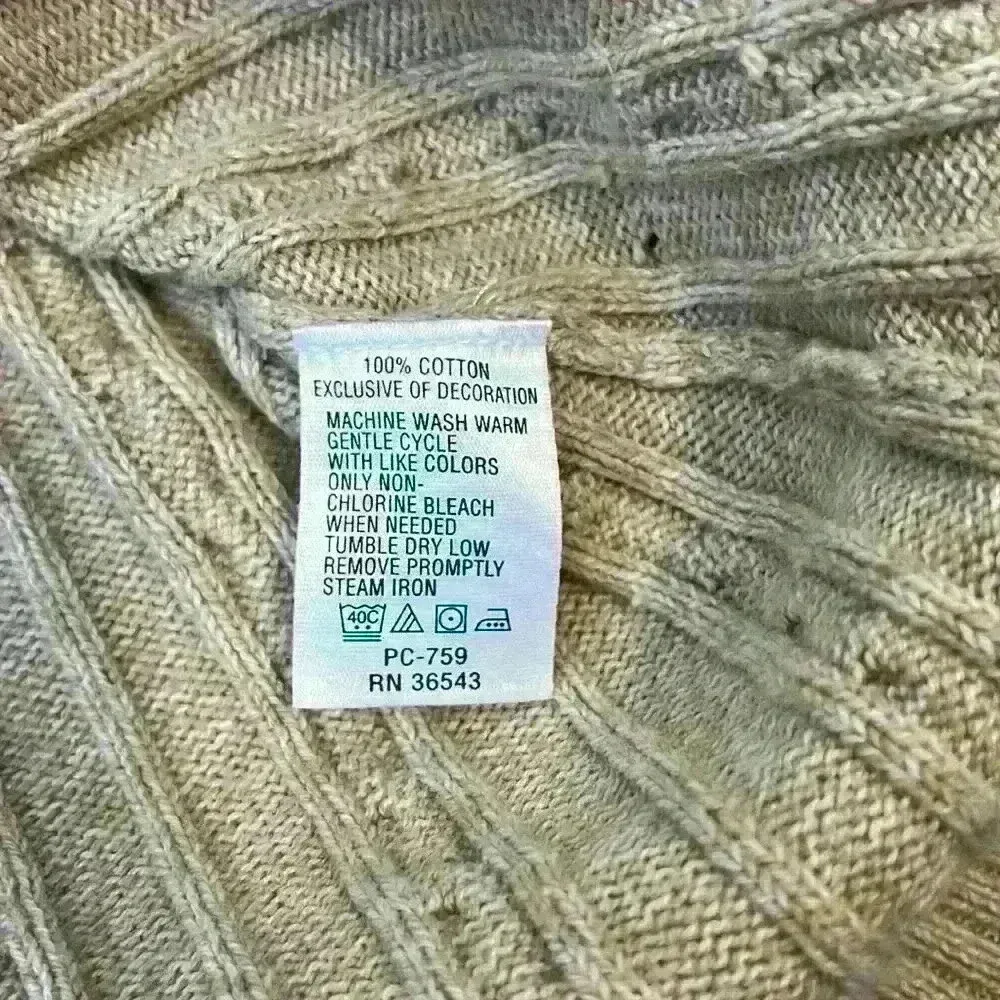 100% COTTON
EXCLUSIVE OF DECORATION
MACHINE WASH WARM
GENTLE CYCLE
WITH LIKE COLORS
ONLY NON-
CHLORINE BLEACH
WHEN NEEDED
TUMBLE DRY LOW
REMOVE PROMPTLY
STEAM IRON
40C
PC-759
RN 36543